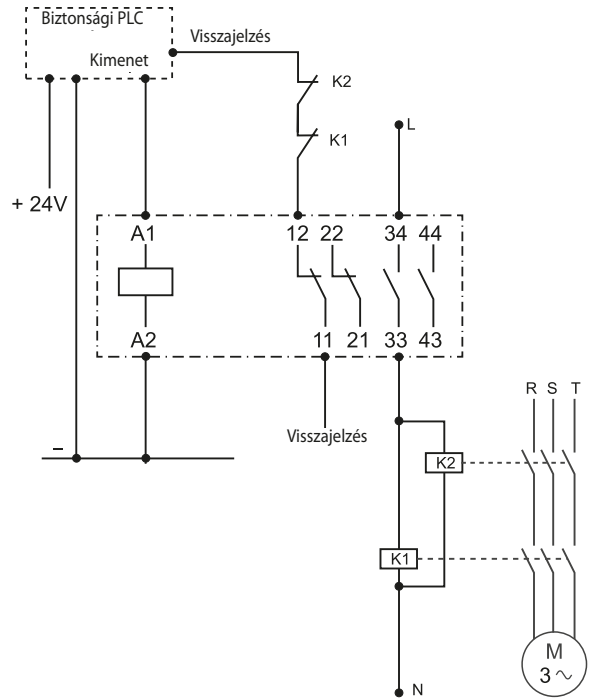 Biztonsági PLC
Visszajelzés
Kimenet
K2
L
K1
+ 24V
A1 12 22 34 44
A2 11 21 33 43
Visszajelzés
R S T
–
K2
K1
M
3 ~
N